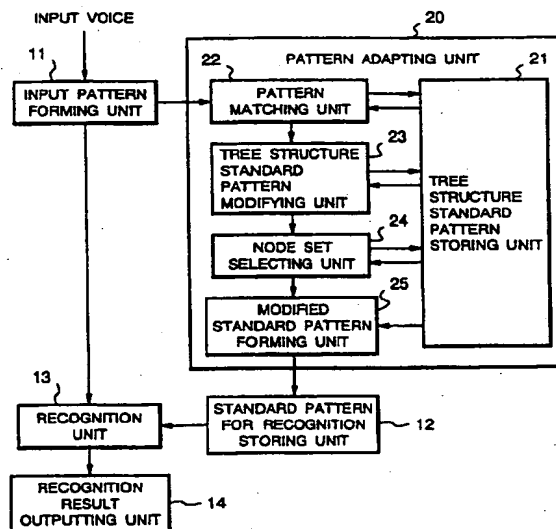 INPUT VOICE
11
INPUT PATTERN
FORMING UNIT
20
PATTERN ADAPTING UNIT
21
22
PATTERN
MATCHING UNIT
23
TREE STRUCTURE
STANDARD
PATTERN
MODIFYING UNIT
TREE
STRUCTURE
STANDARD
PATTERN
STORING UNIT
24
NODE SET
SELECTING UNIT
25
MODIFIED
STANDARD PATTERN
FORMING UNIT
13
RECOGNITION
UNIT
STANDARD PATTERN
FOR RECOGNITION
STORING UNIT
12
RECOGNITION
RESULT
OUTPUTTING UNIT
14